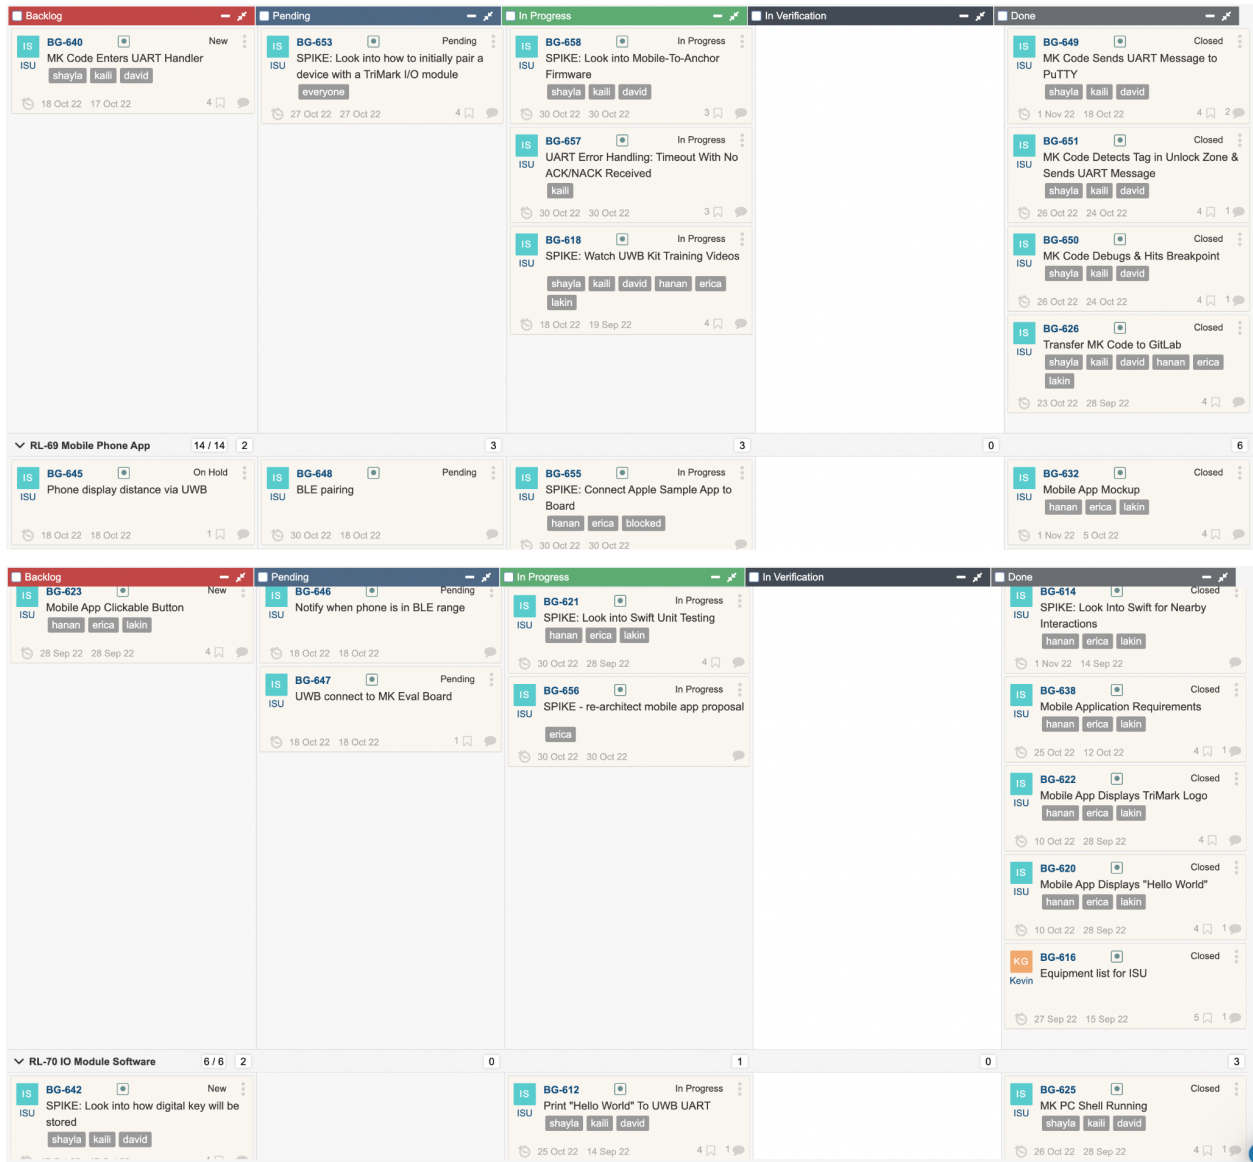 Backlog
Pending
In Progress
In Verification
Done
IS
ISU
BG-640
New
MK Code Enters UART Handler
shayla kaili david
18 Oct 22 17 Oct 22
4
IS
ISU
BG-653
Pending
SPIKE: Look into how to initially pair a
device with a TriMark I/O module
everyone
27 Oct 22 27 Oct 22
4
IS
ISU
BG-658
In Progress
SPIKE: Look into Mobile-To-Anchor
Firmware
shayla kaili david
30 Oct 22 30 Oct 22
3
IS
ISU
BG-657
In Progress
UART Error Handling: Timeout With No
ACK/NACK Received
kaili
30 Oct 22 30 Oct 22
3
IS
ISU
BG-618
In Progress
SPIKE: Watch UWB Kit Training Videos
shayla kaili david hanan erica
lakin
18 Oct 22 19 Sep 22
4
IS
ISU
BG-649
Closed
MK Code Sends UART Message to
PuTTY
shayla kaili david
1 Nov 22 18 Oct 22
4 2
IS
ISU
BG-651
Closed
MK Code Detects Tag in Unlock Zone &
Sends UART Message
shayla kaili david
26 Oct 22 24 Oct 22
4 1
IS
ISU
BG-650
Closed
MK Code Debugs & Hits Breakpoint
shayla kaili david
26 Oct 22 24 Oct 22
4 1
IS
ISU
BG-626
Closed
Transfer MK Code to GitLab
shayla kaili david hanan erica
lakin
23 Oct 22 28 Sep 22
4
RL-69 Mobile Phone App 14 / 14 2 3 3 0 6
IS
ISU
BG-645
On Hold
Phone display distance via UWB
18 Oct 22 18 Oct 22
1
IS
ISU
BG-648
Pending
BLE pairing
30 Oct 22 18 Oct 22
IS
ISU
BG-655
In Progress
SPIKE: Connect Apple Sample App to
Board
hanan erica blocked
30 Oct 22 30 Oct 22
IS
ISU
BG-632
Closed
Mobile App Mockup
hanan erica lakin
1 Nov 22 5 Oct 22
4
Backlog
Pending
In Progress
In Verification
Done
IS
ISU
BG-623
New
Mobile App Clickable Button
hanan erica lakin
28 Sep 22 28 Sep 22
4
IS
ISU
BG-646
Pending
Notify when phone is in BLE range
18 Oct 22 18 Oct 22
IS
ISU
BG-647
Pending
UWB connect to MK Eval Board
18 Oct 22 18 Oct 22
1
IS
ISU
BG-621
In Progress
SPIKE: Look into Swift Unit Testing
hanan erica lakin
30 Oct 22 28 Sep 22
4
IS
ISU
BG-656
In Progress
SPIKE - re-architect mobile app proposal
erica
30 Oct 22 30 Oct 22
IS
ISU
BG-614
Closed
SPIKE: Look Into Swift for Nearby
Interactions
hanan erica lakin
1 Nov 22 14 Sep 22
IS
ISU
BG-638
Closed
Mobile Application Requirements
hanan erica lakin
25 Oct 22 12 Oct 22
4 1
IS
ISU
BG-622
Closed
Mobile App Displays TriMark Logo
hanan erica lakin
10 Oct 22 28 Sep 22
4
IS
ISU
BG-620
Closed
Mobile App Displays "Hello World"
hanan erica lakin
10 Oct 22 28 Sep 22
4 1
KG
Kevin
BG-616
Closed
Equipment list for ISU
27 Sep 22 15 Sep 22
5 1
RL-70 IO Module Software 6 / 6 2 0 1 0 3
IS
ISU
BG-642
New
SPIKE: Look into how digital key will be
stored
shayla kaili david
IS
ISU
BG-612
In Progress
Print "Hello World" To UWB UART
shayla kaili david
25 Oct 22 14 Sep 22
4 1
IS
ISU
BG-625
Closed
MK PC Shell Running
shayla kaili david
26 Oct 22 28 Sep 22
4 1